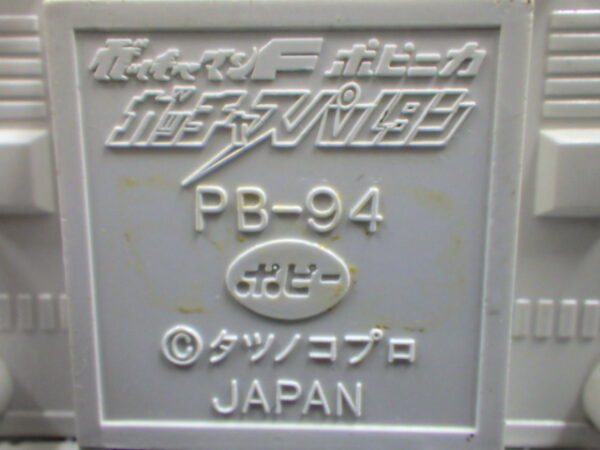 ガッチャマンF ポピニカ
ガッチャスパルタン
PB-94
ポピー
©タツノコプロ
JAPAN